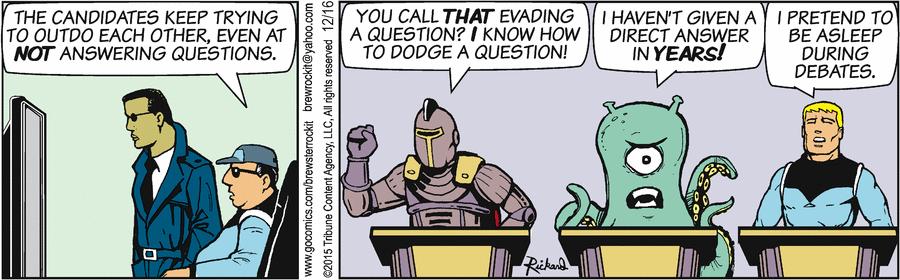 THE CANDIDATES KEEP TRYING
TO OUTDO EACH OTHER, EVEN AT
NOT ANSWERING QUESTIONS.
www.gocomics.com/brewsterrockit brewrockit@yahoo.com 12/16
©2015 Tribune Content Agency, LLC, All rights reserved
YOU CALL THAT EVADING
A QUESTION? I KNOW HOW
TO DODGE A QUESTION!
I HAVEN'T GIVEN A
DIRECT ANSWER
IN YEARS!
I PRETEND TO
BE ASLEEP
DURING
DEBATES.
Rickard